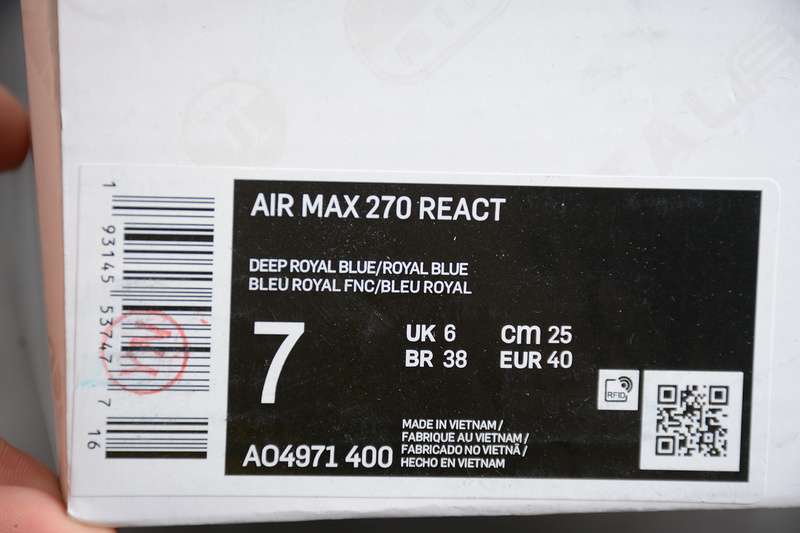 AIR MAX 270 REACT
DEEP ROYAL BLUE/ROYAL BLUE
BLEU ROYAL FNC/BLEU ROYAL
7
UK 6
cm 25
BR 38
EUR 40
RFID
AO4971 400
MADE IN VIETNAM /
FABRIQUE AU VIETNAM /
FABRICADO NO VIETNÃ /
HECHO EN VIETNAM
1 93145 53747 7 16